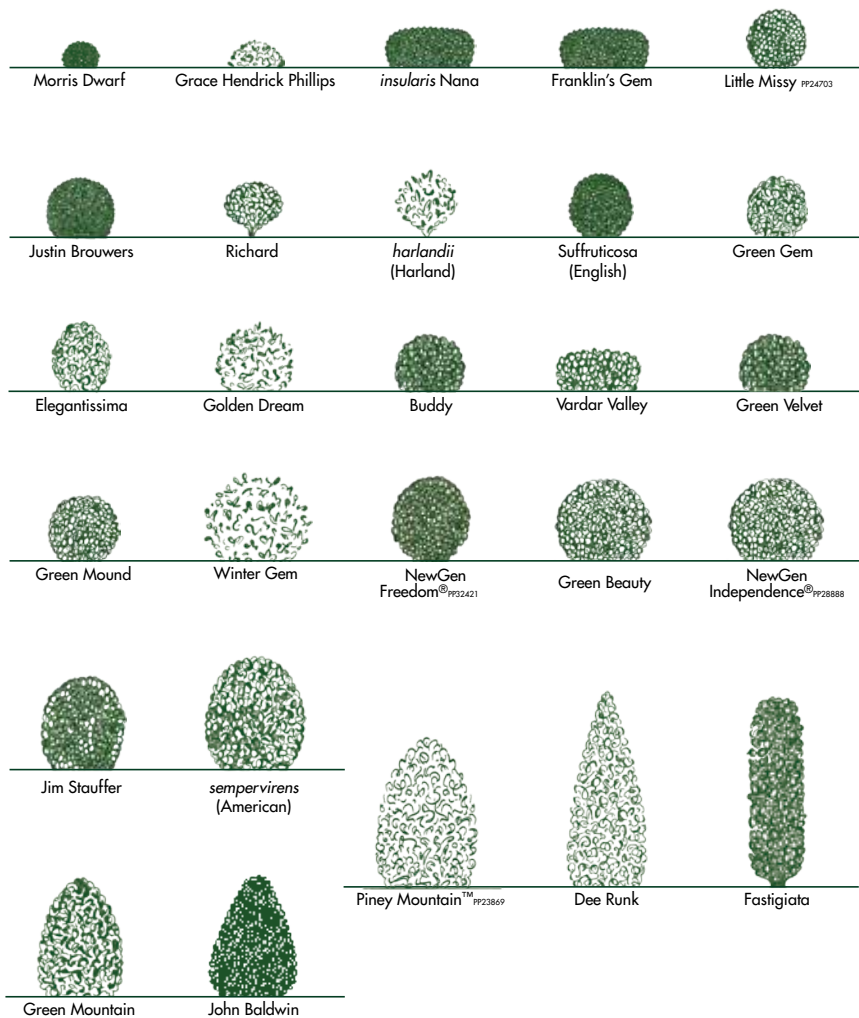 Morris Dwarf
Grace Hendrick Phillips
insularis Nana
Franklin's Gem
Little Missy PP24703
Justin Brouwers
Richard
harlandii
(Harland)
Suffruticosa
(English)
Green Gem
Elegantissima
Golden Dream
Buddy
Vardar Valley
Green Velvet
Green Mound
Winter Gem
NewGen
Freedom®PP32421
Green Beauty
NewGen
Independence®PP28888
Jim Stauffer
sempervirens
(American)
Piney Mountain™PP23869
Dee Runk
Fastigiata
Green Mountain
John Baldwin